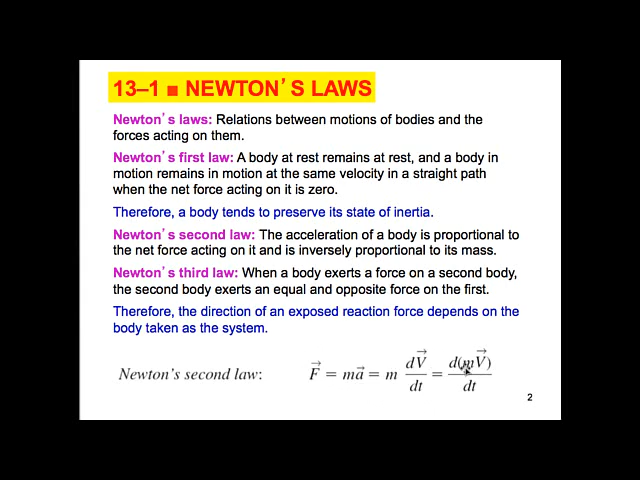 13–1 ■ NEWTON’S LAWS
Newton’s laws: Relations between motions of bodies and the
forces acting on them.
Newton’s first law: A body at rest remains at rest, and a body in
motion remains in motion at the same velocity in a straight path
when the net force acting on it is zero.
Therefore, a body tends to preserve its state of inertia.
Newton’s second law: The acceleration of a body is proportional to
the net force acting on it and is inversely proportional to its mass.
Newton’s third law: When a body exerts a force on a second body,
the second body exerts an equal and opposite force on the first.
Therefore, the direction of an exposed reaction force depends on the
body taken as the system.
Newton’s second law: F⃗ = ma⃗ = m dV⃗/dt = d(mV⃗)/dt
2